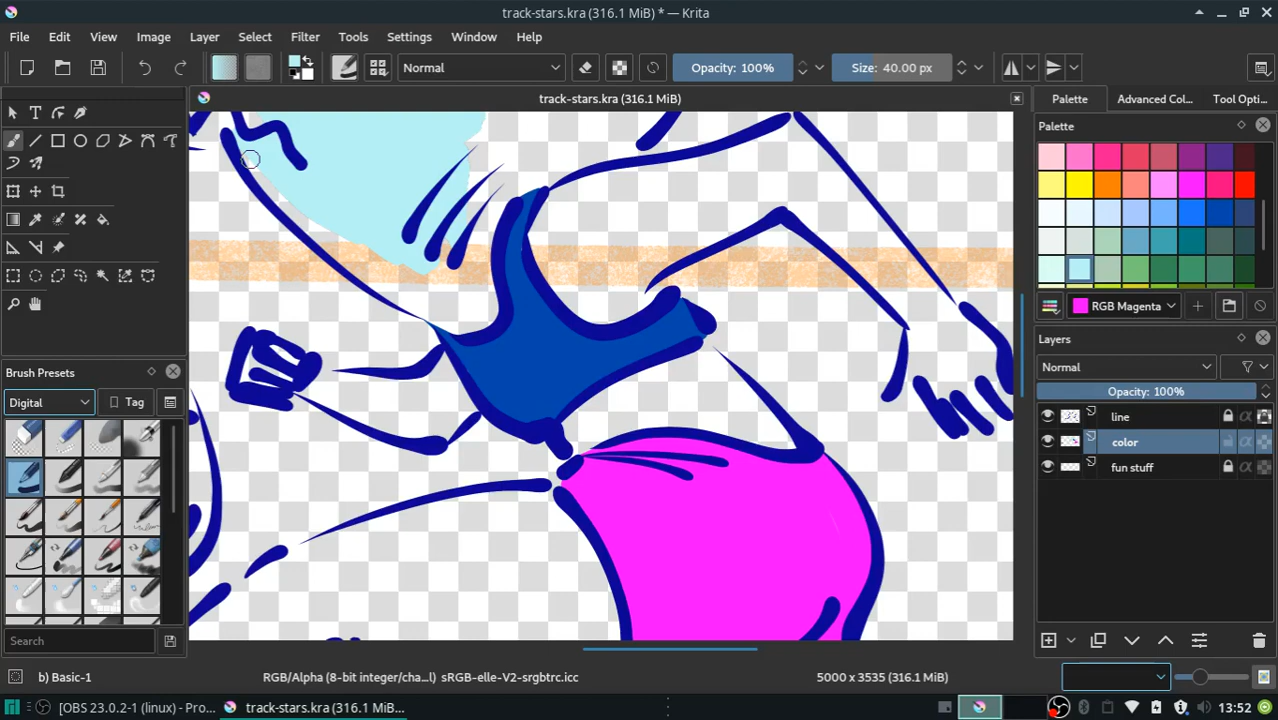 track-stars.kra (316.1 MiB) * — Krita
File Edit View Image Layer Select Filter Tools Settings Window Help
Normal Opacity: 100% Size: 40.00 px
track-stars.kra (316.1 MiB)
Palette Advanced Col... Tool Opti...
Palette
RGB Magenta
Layers
Normal
Opacity: 100%
line
color
fun stuff
Brush Presets
Digital Tag
Search
b) Basic-1 RGB/Alpha (8-bit integer/cha...l) sRGB-elle-V2-srgbtrc.icc 5000 x 3535 (316.1 MiB)
[OBS 23.0.2-1 (linux) - Pro... track-stars.kra (316.1 MiB)... 13:52